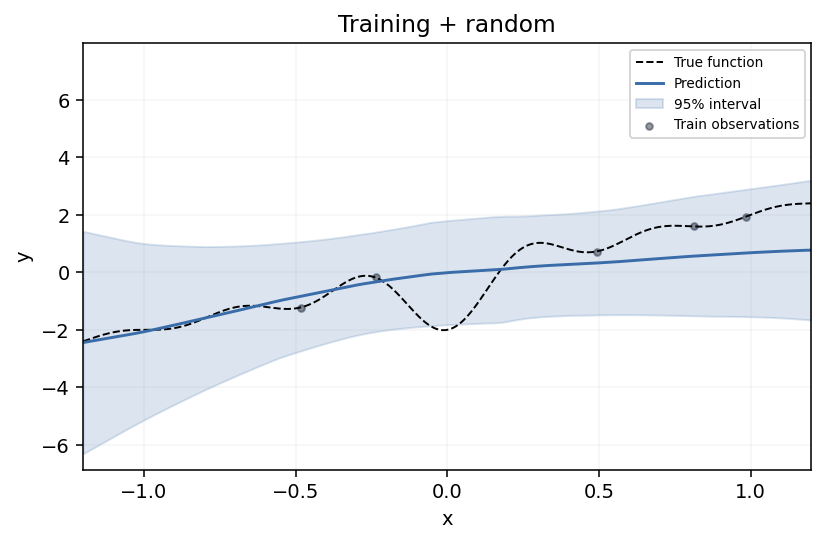 Training + random
True function
Prediction
95% interval
Train observations
y
6
4
2
0
−2
−4
−6
−1.0
−0.5
0.0
0.5
1.0
x